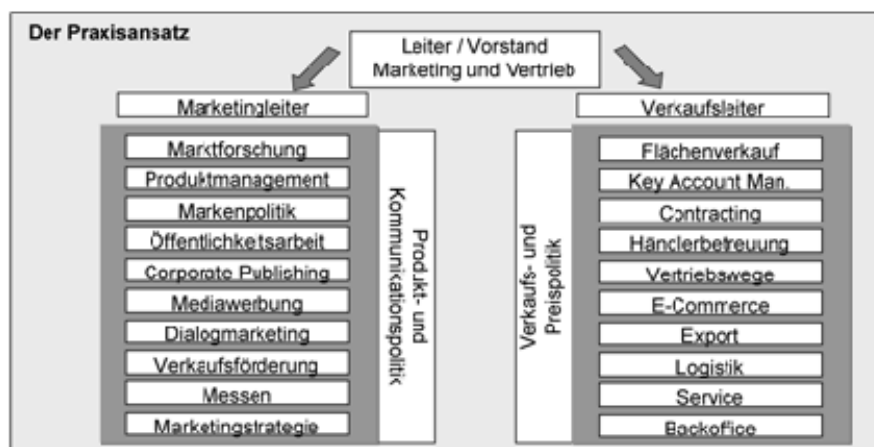 Der Praxisansatz
Leiter / Vorstand
Marketing und Vertrieb
Marketingleiter
Marktforschung
Produktmanagement
Markenpolitik
Öffentlichkeitsarbeit
Corporate Publishing
Mediawerbung
Dialogmarketing
Verkaufsförderung
Messen
Marketingstrategie
Produkt- und
Kommunikationspolitik
Verkaufsleiter
Verkaufs- und
Preispolitik
Flächenverkauf
Key Account Man.
Contracting
Händlerbetreuung
Vertriebswege
E-Commerce
Export
Logistik
Service
Backoffice